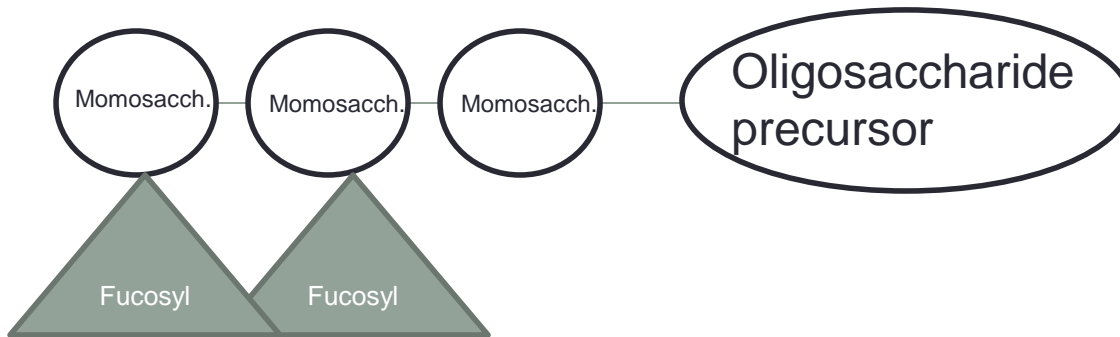 Momosacch.
Momosacch.
Momosacch.
Oligosaccharide
precursor
Fucosyl
Fucosyl